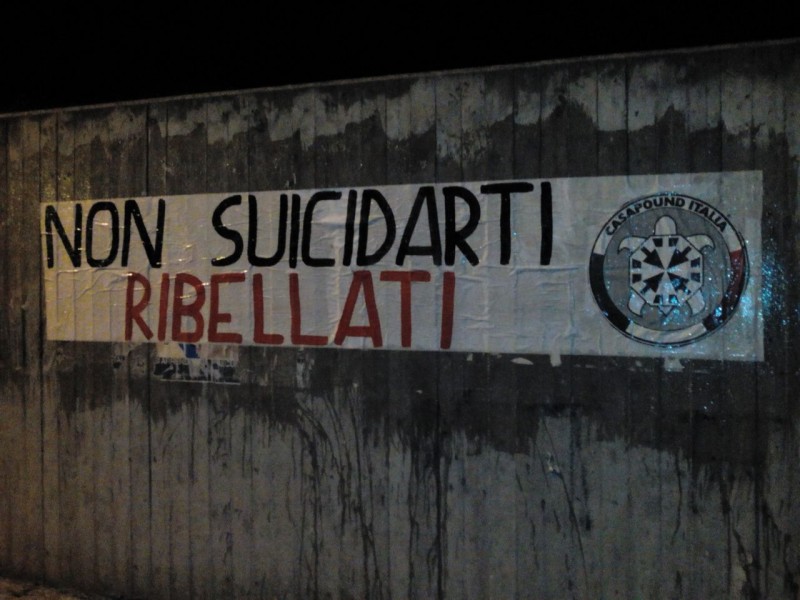 NON SUICIDARTI
RIBELLATI
CASAPOUND ITALIA